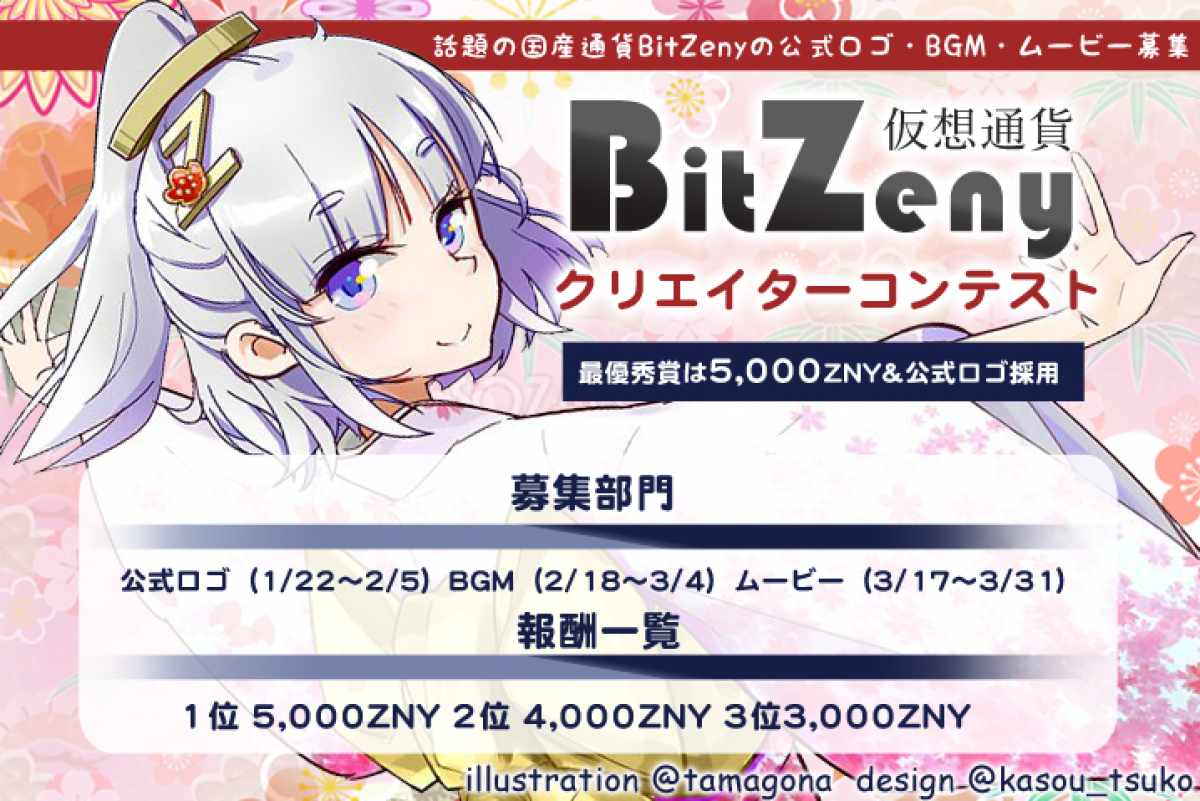 話題の国産通貨BitZenyの公式ロゴ・BGM・ムービー募集
仮想通貨
BitZeny
クリエイターコンテスト
最優秀賞は5,000ZNY&公式ロゴ採用
募集部門
公式ロゴ（1/22～2/5）BGM（2/18～3/4）ムービー（3/17～3/31）
報酬一覧
1位 5,000ZNY 2位 4,000ZNY 3位3,000ZNY
illustration @tamagona design @kasou_tsuko